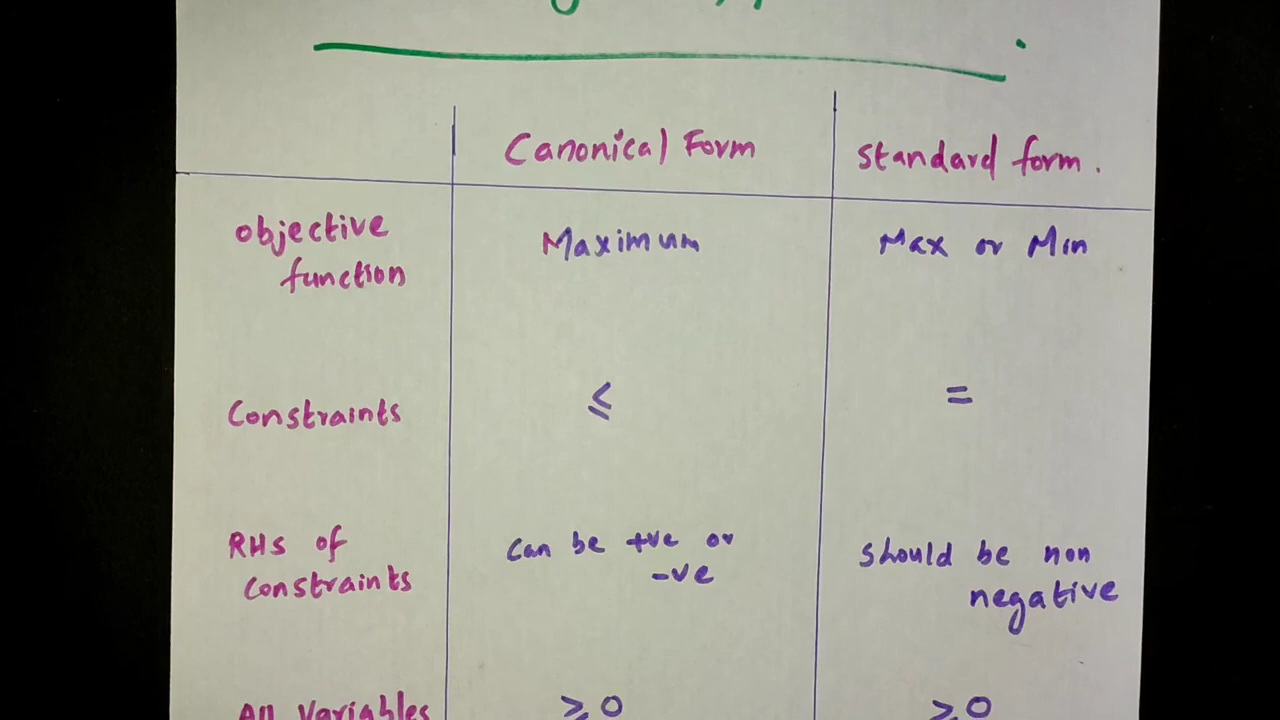 Canonical Form standard form.
Objective function Maximum Max or Min
Constraints ≤ =
RHS of constraints can be +ve or -ve should be non negative
All variables ≥ 0 ≥ 0